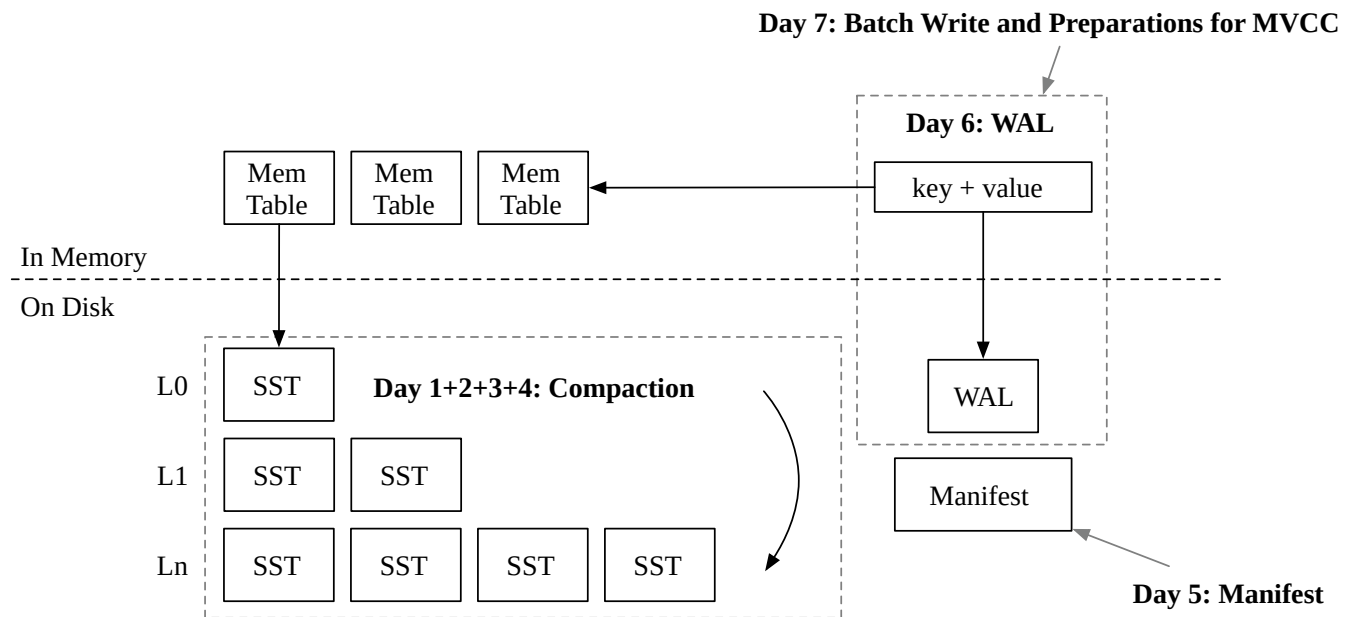 Day 7: Batch Write and Preparations for MVCC
Day 6: WAL
Mem
Table
Mem
Table
Mem
Table
key + value
In Memory
On Disk
L0
SST
Day 1+2+3+4: Compaction
WAL
L1
SST
SST
Manifest
Ln
SST
SST
SST
SST
Day 5: Manifest